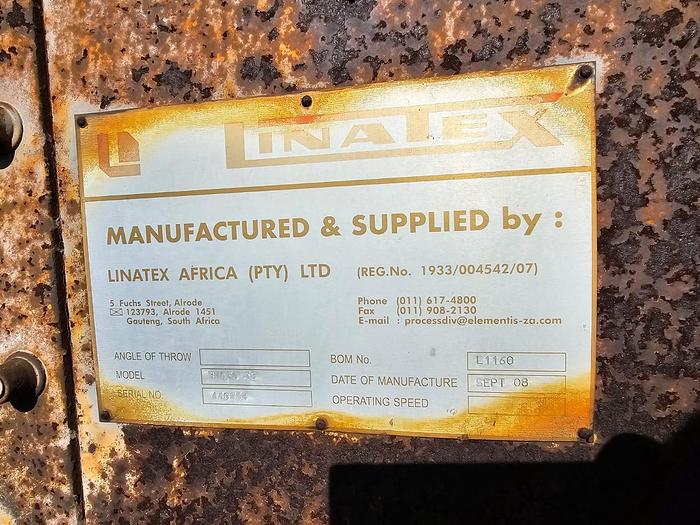 LINATEX
MANUFACTURED & SUPPLIED by :
LINATEX AFRICA (PTY) LTD (REG.No. 1933/004542/07)
5 Fuchs Street, Alrode
123793, Alrode 1451
Gauteng, South Africa
Phone (011) 617-4800
Fax (011) 908-2130
E-mail : processdiv@elementis-za.com
ANGLE OF THROW
MODEL
SERIAL NO.
BOM No. L1160
DATE OF MANUFACTURE SEPT 08
OPERATING SPEED